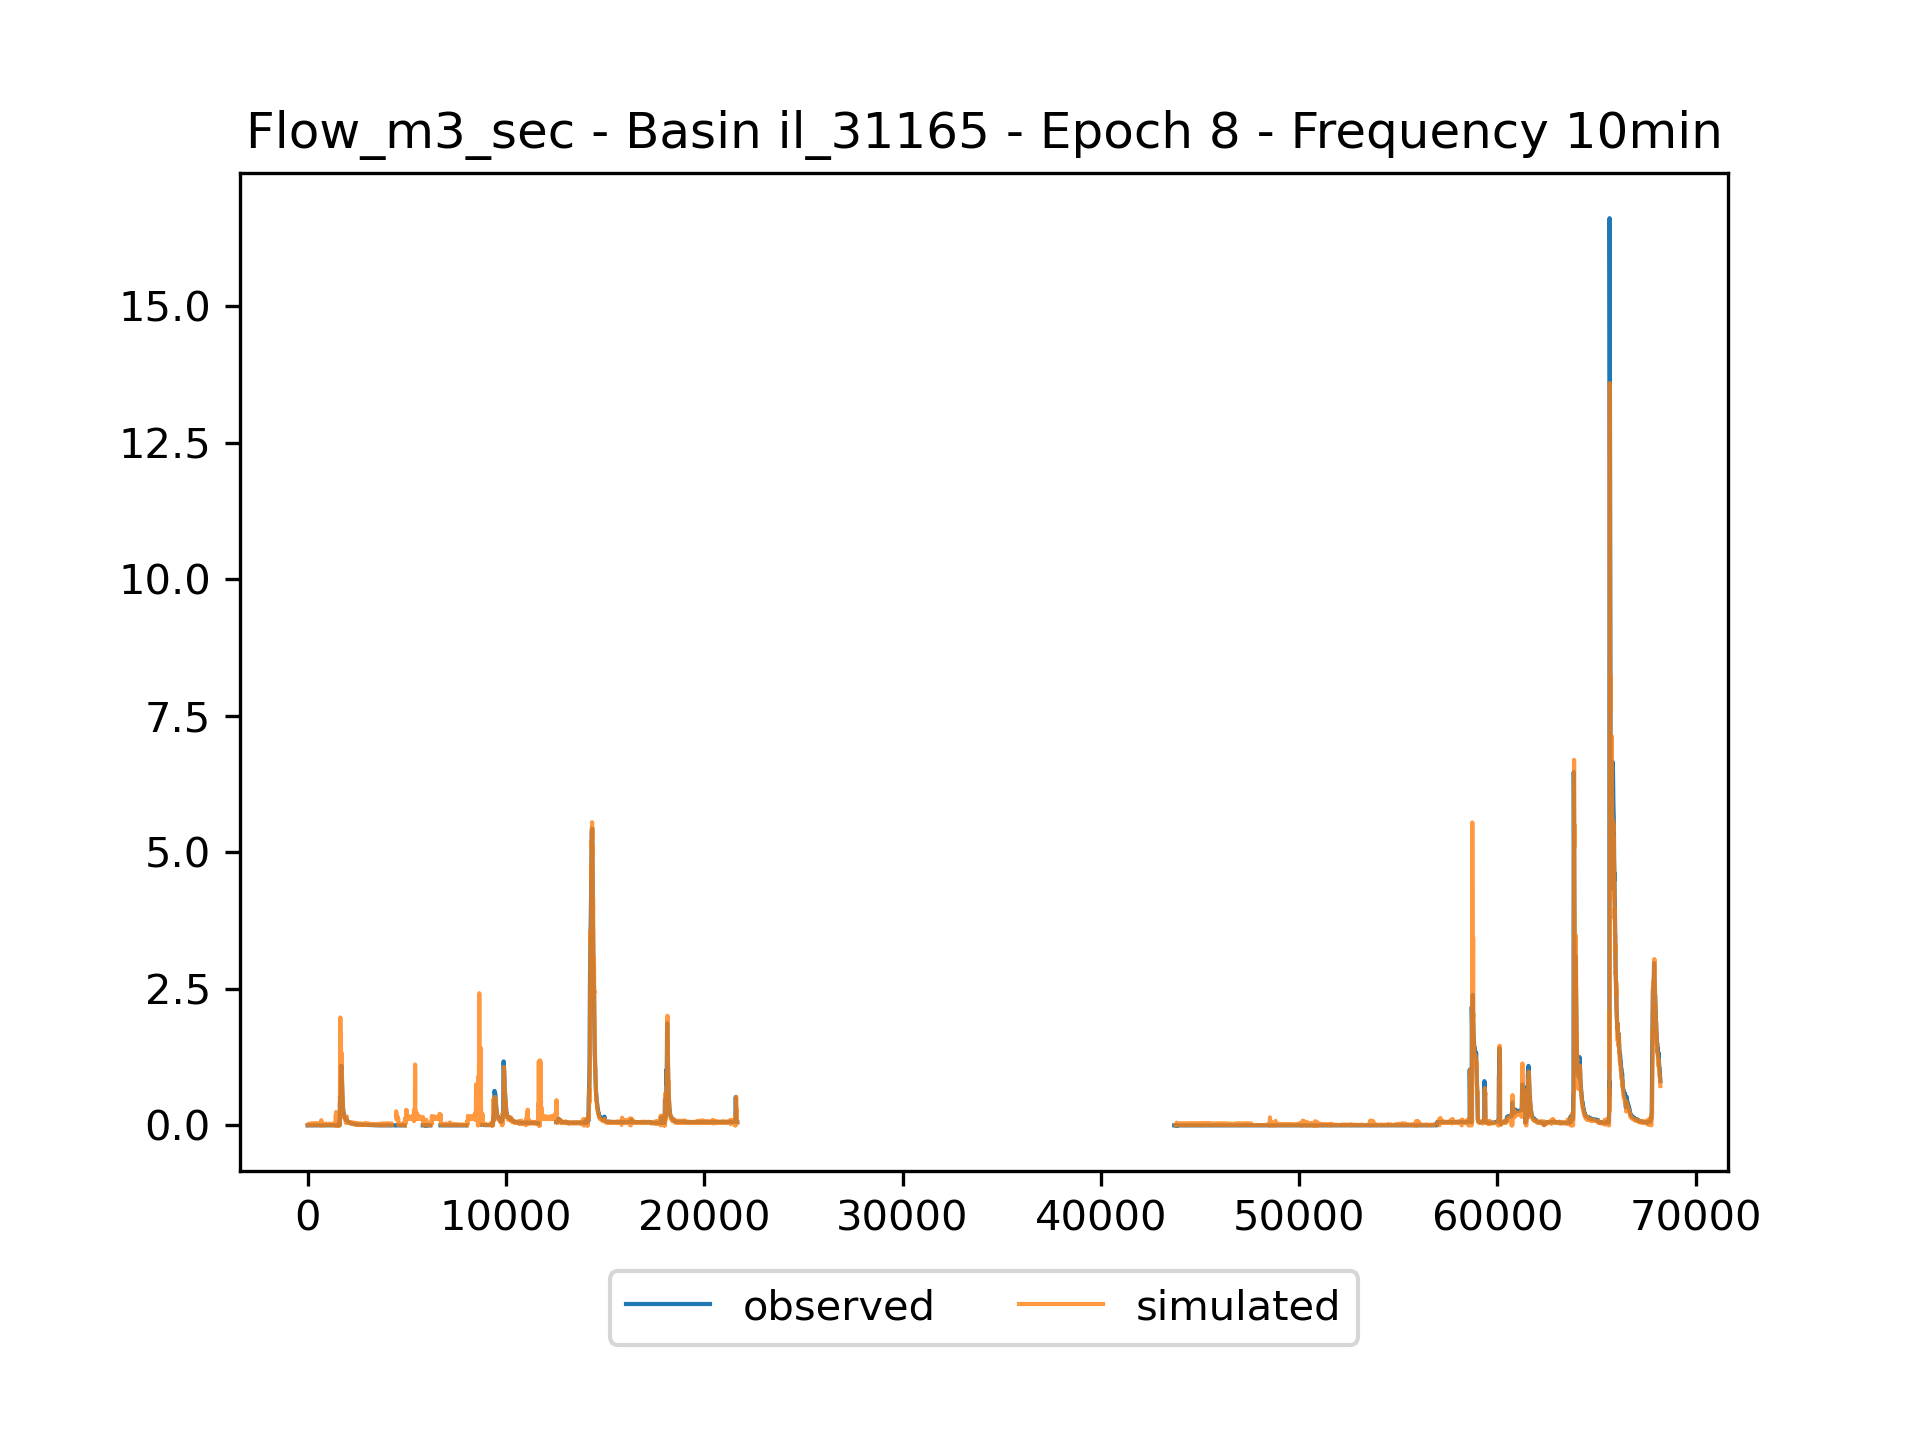 Flow_m3_sec - Basin il_31165 - Epoch 8 - Frequency 10min
15.0
12.5
10.0
7.5
5.0
2.5
0.0
0 10000 20000 30000 40000 50000 60000 70000
observed simulated